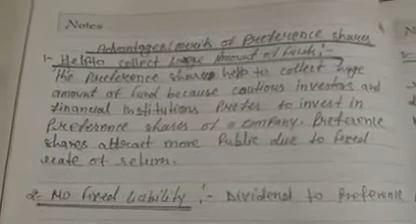 Notes
Advantages/merits of Preference shares
1- Help to collect large amount of funds :-
The Preference shares help to collect huge
amount of fund because cautious investors and
financial institutions Prefer to invest in
Preference shares of a company. Preference
shares attract more Public due to fixed
rate of return.
2- No fixed liability :- Dividend to Preference